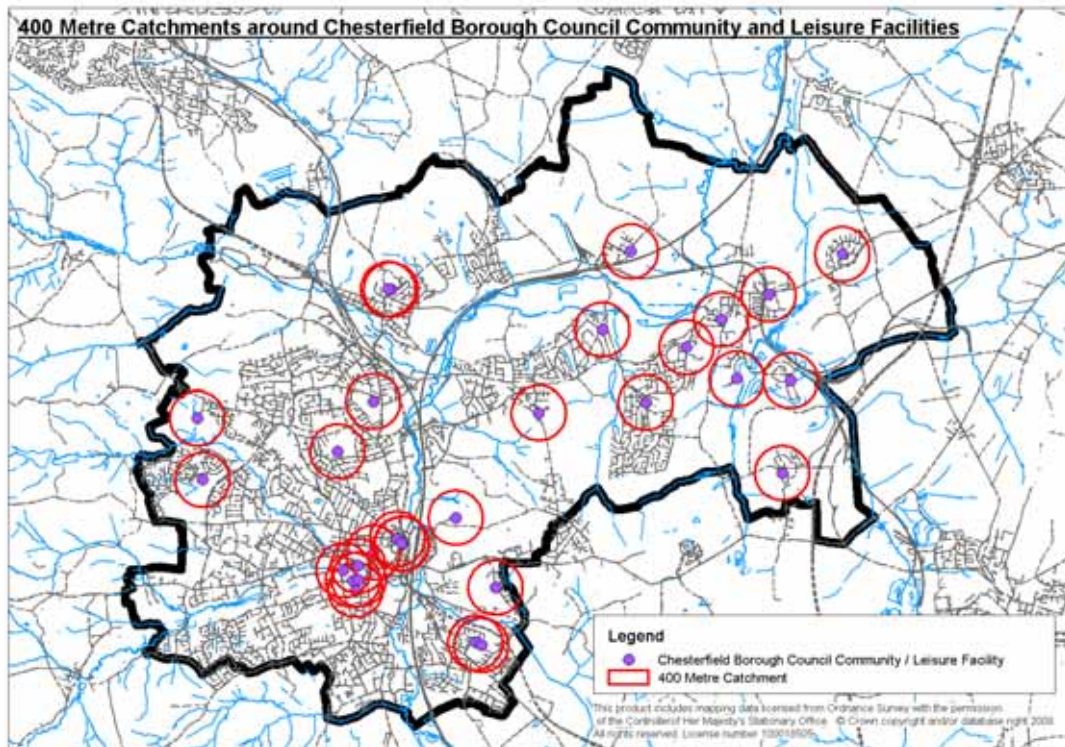 400 Metre Catchments around Chesterfield Borough Council Community and Leisure Facilities
Legend
Chesterfield Borough Council Community / Leisure Facility
400 Metre Catchment
This product includes mapping data licensed from Ordnance Survey with the permission
of the Controller of Her Majesty's Stationary Office. © Crown copyright and/or database right 2008
All rights reserved. License number 100018505